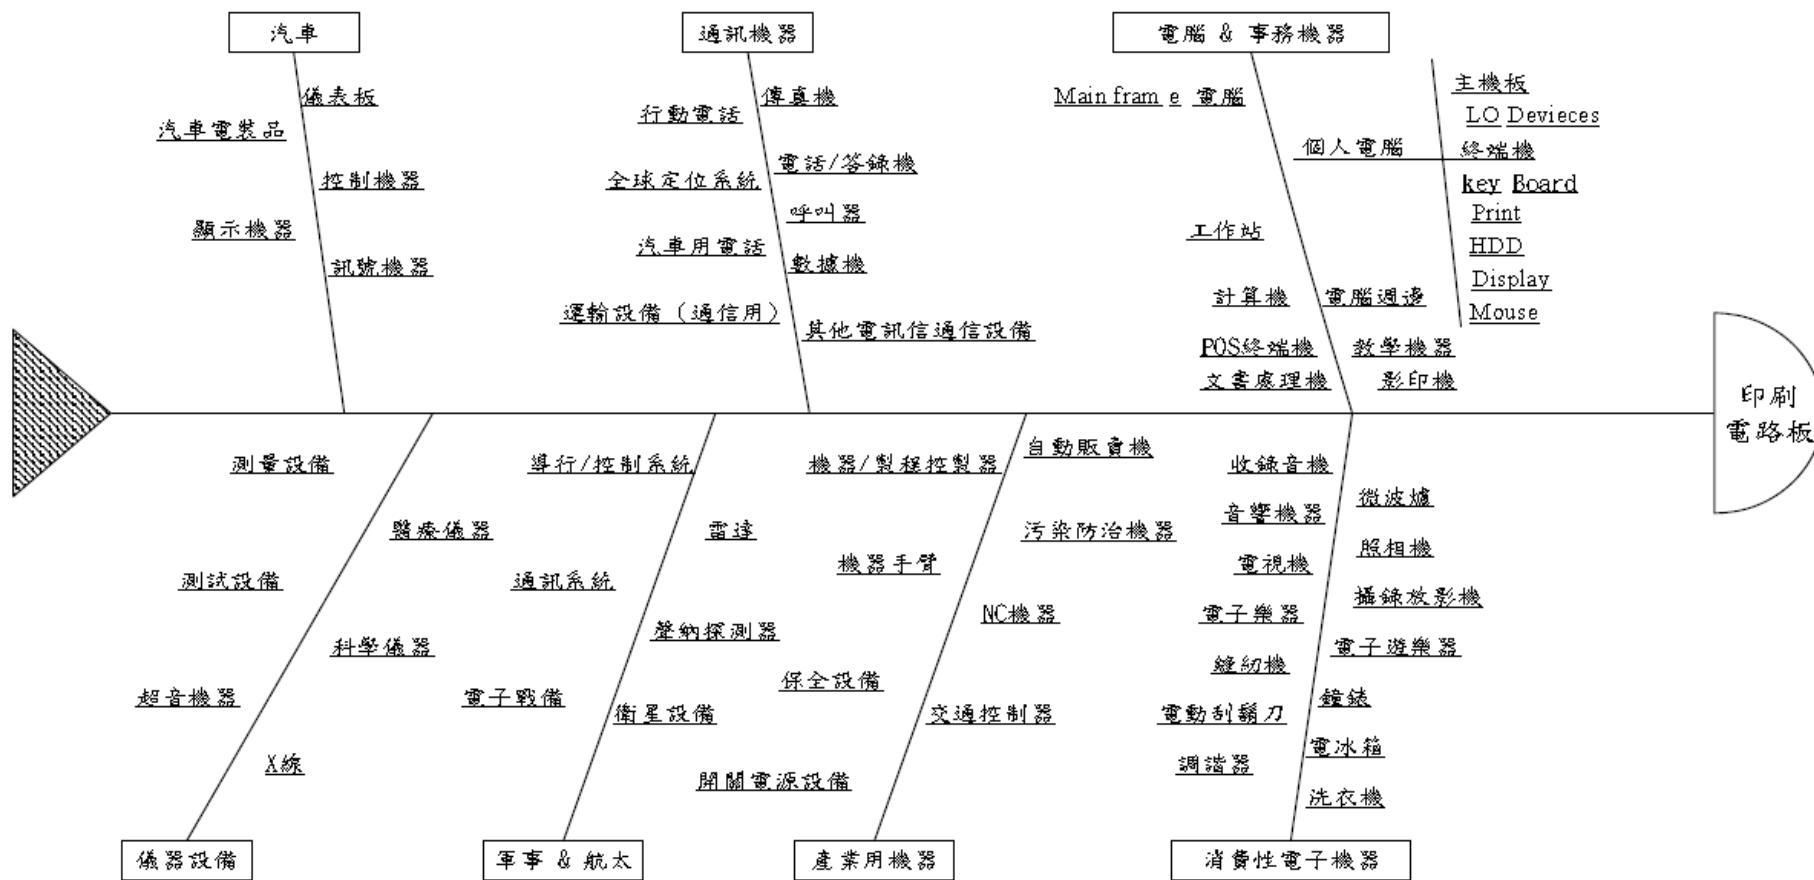 汽車
儀表板
汽車電裝品
控制機器
顯示機器
訊號機器
通訊機器
傳真機
行動電話
電話/答錄機
全球定位系統
呼叫器
汽車用電話
數據機
運輸設備（通信用）
其他電訊信通信設備
電腦 & 事務機器
Main fram e 電腦
個人電腦
主機板
LO Devieces
終端機
key Board
Print
HDD
Display
Mouse
工作站
計算機
電腦週邊
POS終端機
教學機器
文書處理機
影印機
印刷
電路板
測量設備
醫療儀器
測試設備
科學儀器
超音機器
X線
儀器設備
導行/控制系統
雷達
通訊系統
聲納探測器
電子戰備
衛星設備
軍事 & 航太
機器/製程控製器
自動販賣機
污染防治機器
機器手臂
NC機器
保全設備
交通控制器
開關電源設備
產業用機器
收錄音機
微波爐
音響機器
照相機
電視機
攝錄放影機
電子樂器
電子遊樂器
縫紉機
鐘錶
電動刮鬍刀
電冰箱
調諧器
洗衣機
消費性電子機器